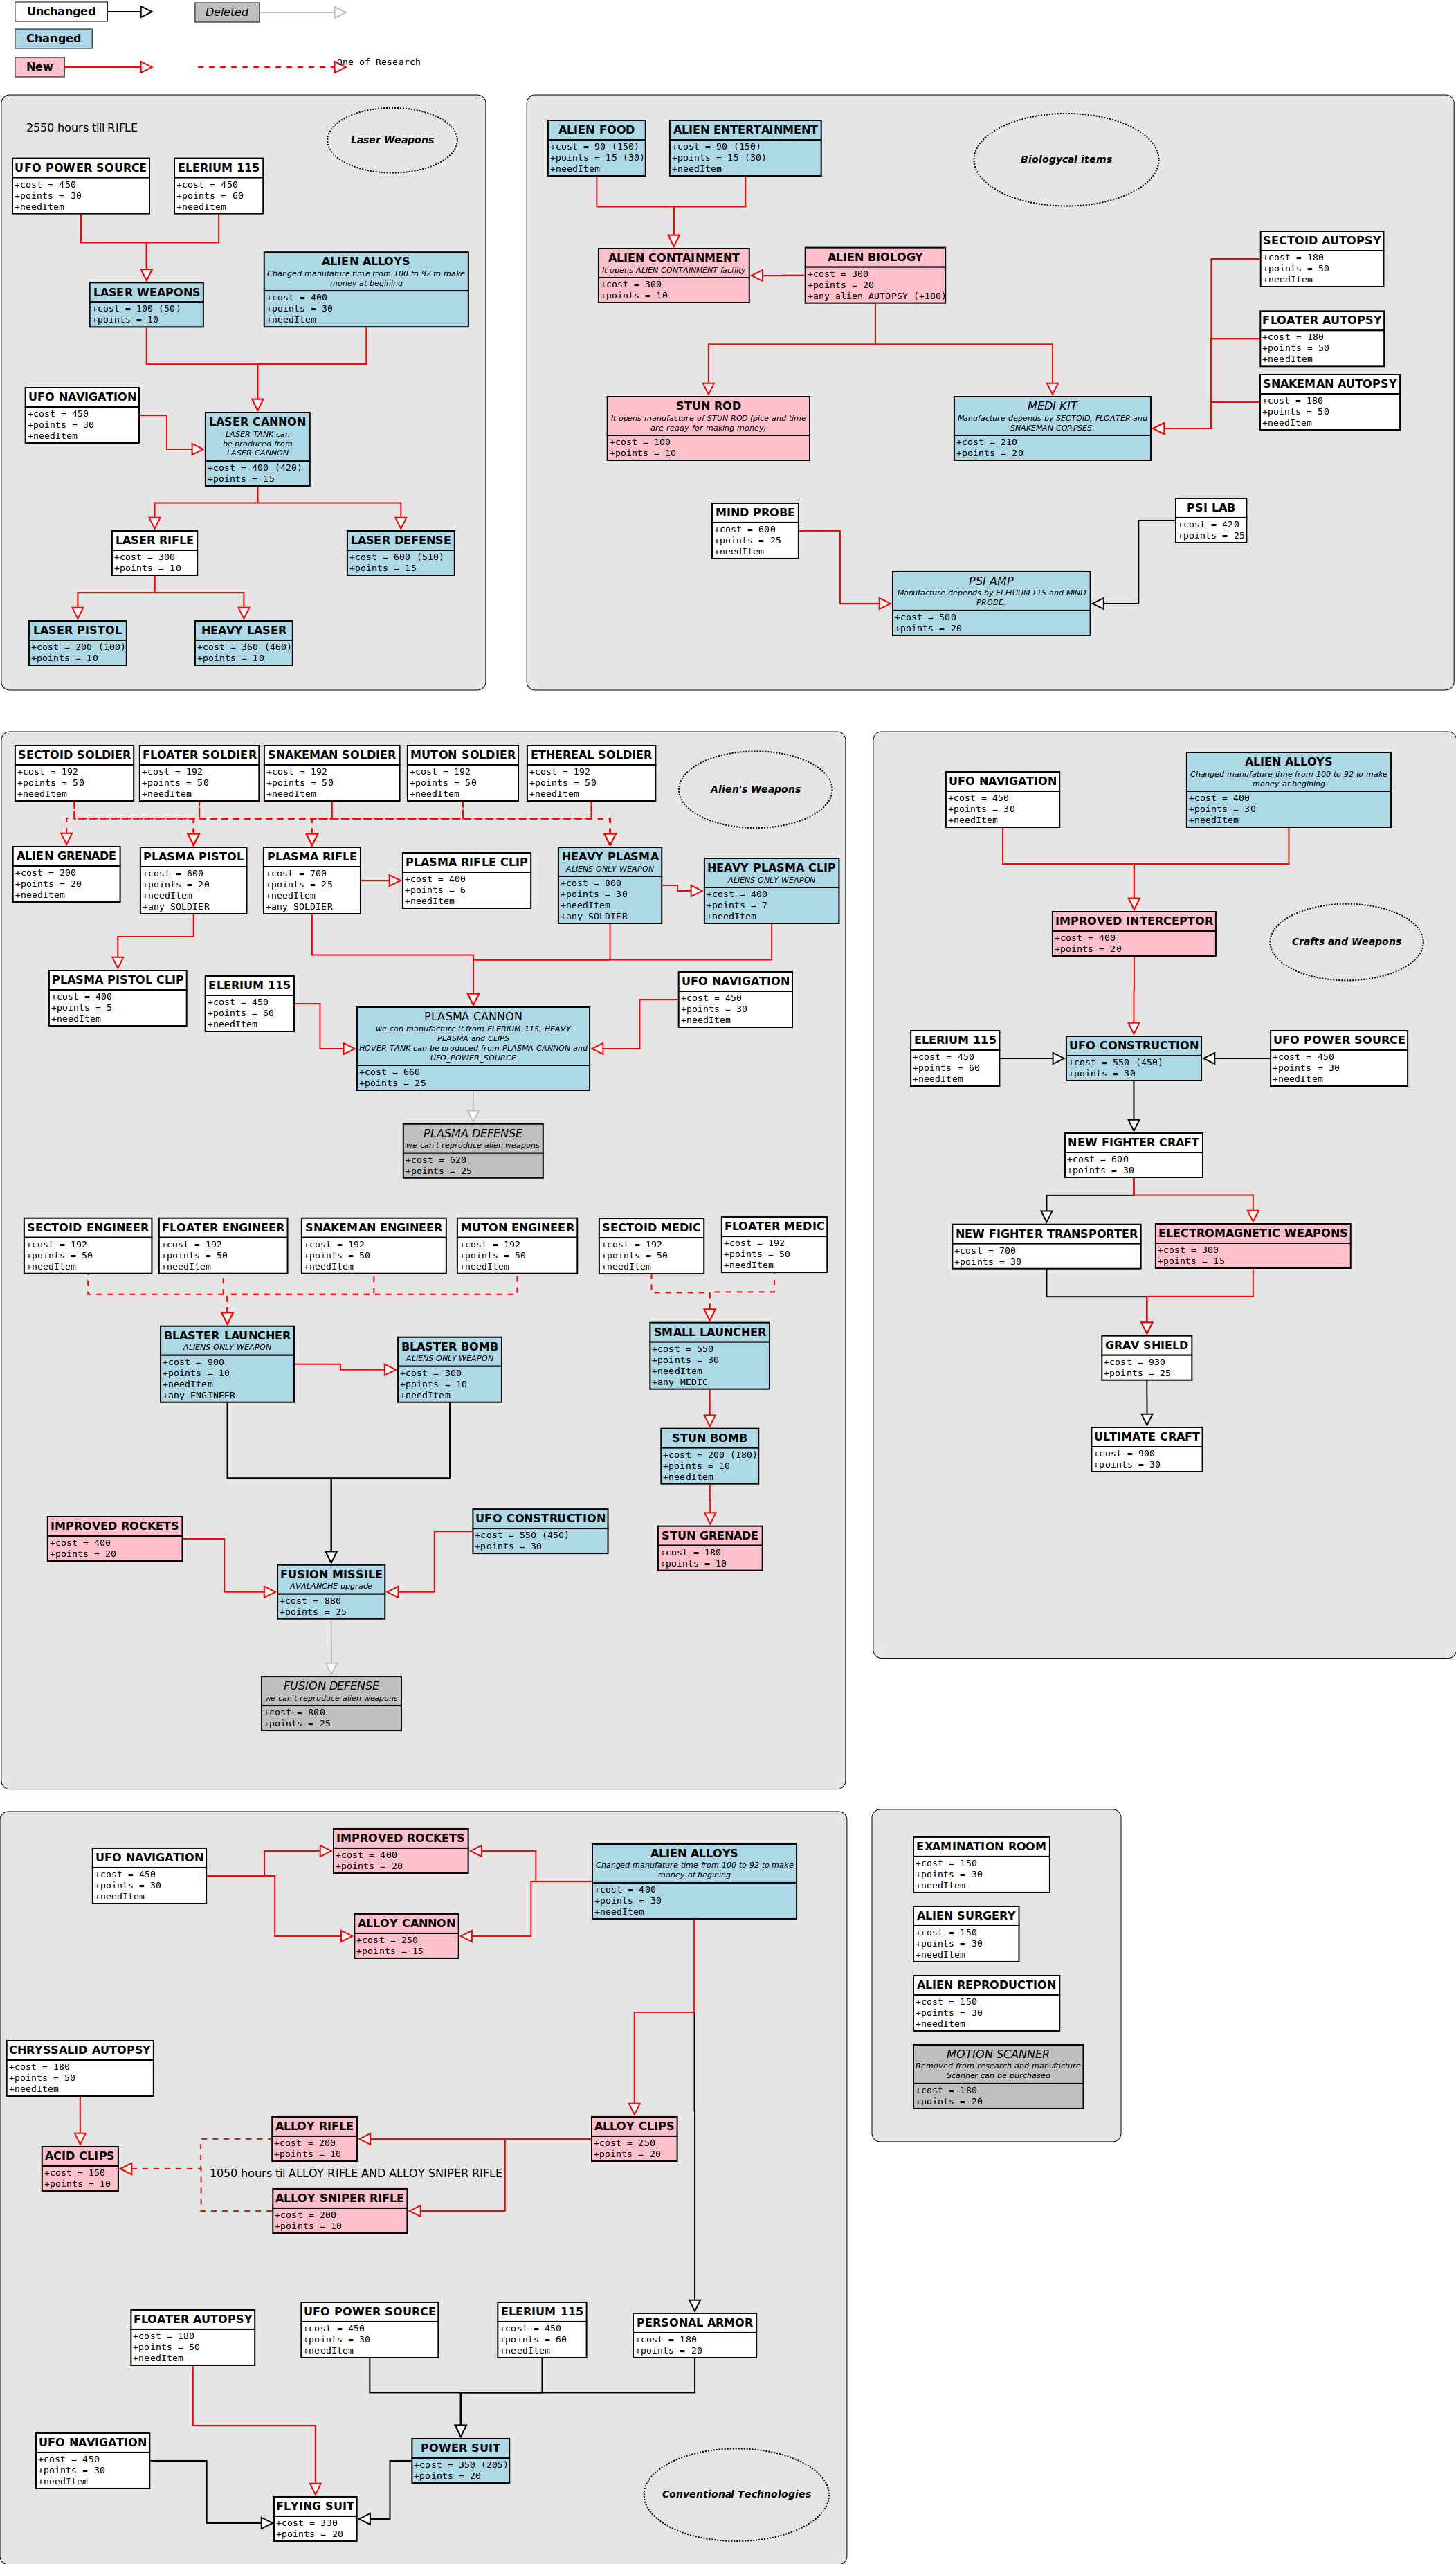 Unchanged
Deleted
Changed
New
One of Research
2550 hours tiil RIFLE
Laser Weapons
UFO POWER SOURCE
+cost = 450
+points = 30
+needItem
ELERIUM 115
+cost = 450
+points = 60
+needItem
ALIEN ALLOYS
Changed manufature time from 100 to 92 to make
money at begining
+cost = 400
+points = 30
+needItem
LASER WEAPONS
+cost = 100 (50)
+points = 10
UFO NAVIGATION
+cost = 450
+points = 30
+needItem
LASER CANNON
LASER TANK can
be produced from
LASER CANNON
+cost = 400 (420)
+points = 15
LASER RIFLE
+cost = 300
+points = 10
LASER DEFENSE
+cost = 600 (510)
+points = 15
LASER PISTOL
+cost = 200 (100)
+points = 10
HEAVY LASER
+cost = 360 (460)
+points = 10
ALIEN FOOD
+cost = 90 (150)
+points = 15 (30)
+needItem
ALIEN ENTERTAINMENT
+cost = 90 (150)
+points = 15 (30)
+needItem
Biologycal items
ALIEN CONTAINMENT
It opens ALIEN CONTAINMENT facility
+cost = 300
+points = 10
ALIEN BIOLOGY
+cost = 300
+points = 20
+any alien AUTOPSY (+180)
SECTOID AUTOPSY
+cost = 180
+points = 50
+needItem
FLOATER AUTOPSY
+cost = 180
+points = 50
+needItem
SNAKEMAN AUTOPSY
+cost = 180
+points = 50
+needItem
STUN ROD
It opens manufacture of STUN ROD (pice and time
are ready for making money)
+cost = 100
+points = 10
MEDI KIT
Manufacture depends by SECTOID, FLOATER and
SNAKEMAN CORPSES.
+cost = 210
+points = 20
MIND PROBE
+cost = 600
+points = 25
+needItem
PSI LAB
+cost = 420
+points = 25
PSI AMP
Manufacture depends by ELERIUM 115 and MIND
PROBE.
+cost = 500
+points = 20
SECTOID SOLDIER
+cost = 192
+points = 50
+needItem
FLOATER SOLDIER
+cost = 192
+points = 50
+needItem
SNAKEMAN SOLDIER
+cost = 192
+points = 50
+needItem
MUTON SOLDIER
+cost = 192
+points = 50
+needItem
ETHEREAL SOLDIER
+cost = 192
+points = 50
+needItem
Alien's Weapons
ALIEN GRENADE
+cost = 200
+points = 20
+needItem
PLASMA PISTOL
+cost = 600
+points = 20
+needItem
+any SOLDIER
PLASMA RIFLE
+cost = 700
+points = 25
+needItem
+any SOLDIER
PLASMA RIFLE CLIP
+cost = 400
+points = 6
+needItem
HEAVY PLASMA
ALIENS ONLY WEAPON
+cost = 800
+points = 30
+needItem
+any SOLDIER
HEAVY PLASMA CLIP
ALIENS ONLY WEAPON
+cost = 400
+points = 7
+needItem
PLASMA PISTOL CLIP
+cost = 400
+points = 5
+needItem
ELERIUM 115
+cost = 450
+points = 60
+needItem
UFO NAVIGATION
+cost = 450
+points = 30
+needItem
PLASMA CANNON
we can manufacture it from ELERIUM_115, HEAVY
PLASMA and CLIPS
HOVER TANK can be produced from PLASMA CANNON and
UFO_POWER_SOURCE
+cost = 660
+points = 25
PLASMA DEFENSE
we can't reproduce alien weapons
+cost = 620
+points = 25
SECTOID ENGINEER
+cost = 192
+points = 50
+needItem
FLOATER ENGINEER
+cost = 192
+points = 50
+needItem
SNAKEMAN ENGINEER
+cost = 192
+points = 50
+needItem
MUTON ENGINEER
+cost = 192
+points = 50
+needItem
SECTOID MEDIC
+cost = 192
+points = 50
+needItem
FLOATER MEDIC
+cost = 192
+points = 50
+needItem
BLASTER LAUNCHER
ALIENS ONLY WEAPON
+cost = 900
+points = 10
+needItem
+any ENGINEER
BLASTER BOMB
ALIENS ONLY WEAPON
+cost = 300
+points = 10
+needItem
SMALL LAUNCHER
+cost = 550
+points = 30
+needItem
+any MEDIC
STUN BOMB
+cost = 200 (180)
+points = 10
+needItem
IMPROVED ROCKETS
+cost = 400
+points = 20
UFO CONSTRUCTION
+cost = 550 (450)
+points = 30
STUN GRENADE
+cost = 180
+points = 10
FUSION MISSILE
AVALANCHE upgrade
+cost = 880
+points = 25
FUSION DEFENSE
we can't reproduce alien weapons
+cost = 800
+points = 25
UFO NAVIGATION
+cost = 450
+points = 30
+needItem
ALIEN ALLOYS
Changed manufature time from 100 to 92 to make
money at begining
+cost = 400
+points = 30
+needItem
IMPROVED INTERCEPTOR
+cost = 400
+points = 20
Crafts and Weapons
ELERIUM 115
+cost = 450
+points = 60
+needItem
UFO CONSTRUCTION
+cost = 550 (450)
+points = 30
UFO POWER SOURCE
+cost = 450
+points = 30
+needItem
NEW FIGHTER CRAFT
+cost = 600
+points = 30
NEW FIGHTER TRANSPORTER
+cost = 700
+points = 30
ELECTROMAGNETIC WEAPONS
+cost = 300
+points = 15
GRAV SHIELD
+cost = 930
+points = 25
ULTIMATE CRAFT
+cost = 900
+points = 30
UFO NAVIGATION
+cost = 450
+points = 30
+needItem
IMPROVED ROCKETS
+cost = 400
+points = 20
ALIEN ALLOYS
Changed manufature time from 100 to 92 to make
money at begining
+cost = 400
+points = 30
+needItem
ALLOY CANNON
+cost = 250
+points = 15
CHRYSSALID AUTOPSY
+cost = 180
+points = 50
+needItem
ACID CLIPS
+cost = 150
+points = 10
ALLOY RIFLE
+cost = 200
+points = 10
ALLOY CLIPS
+cost = 250
+points = 20
1050 hours til ALLOY RIFLE AND ALLOY SNIPER RIFLE
ALLOY SNIPER RIFLE
+cost = 200
+points = 10
FLOATER AUTOPSY
+cost = 180
+points = 50
+needItem
UFO POWER SOURCE
+cost = 450
+points = 30
+needItem
ELERIUM 115
+cost = 450
+points = 60
+needItem
PERSONAL ARMOR
+cost = 180
+points = 20
UFO NAVIGATION
+cost = 450
+points = 30
+needItem
POWER SUIT
+cost = 350 (205)
+points = 20
FLYING SUIT
+cost = 330
+points = 20
Conventional Technologies
EXAMINATION ROOM
+cost = 150
+points = 30
+needItem
ALIEN SURGERY
+cost = 150
+points = 30
+needItem
ALIEN REPRODUCTION
+cost = 150
+points = 30
+needItem
MOTION SCANNER
Removed from research and manufacture
Scanner can be purchased
+cost = 180
+points = 20